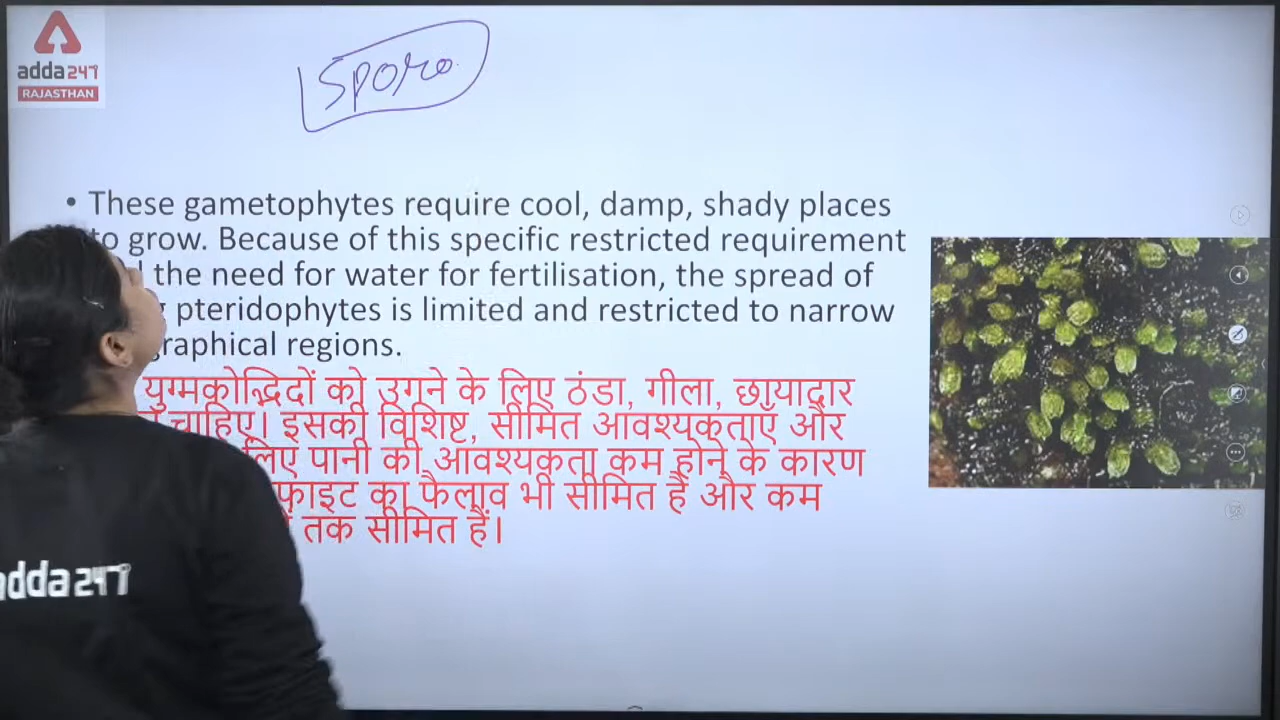 adda247
RAJASTHAN
Sporo
• These gametophytes require cool, damp, shady places
to grow. Because of this specific restricted requirement
the need for water for fertilisation, the spread of
pteridophytes is limited and restricted to narrow
graphical regions.
युग्मकोद्भिदों को उगने के लिए ठंडा, गीला, छायादार
चाहिए। इसकी विशिष्ट, सीमित आवश्यकताएँ और
लिए पानी की आवश्यकता कम होने के कारण
फाइट का फैलाव भी सीमित हैं और कम
तक सीमित हैं।
adda247